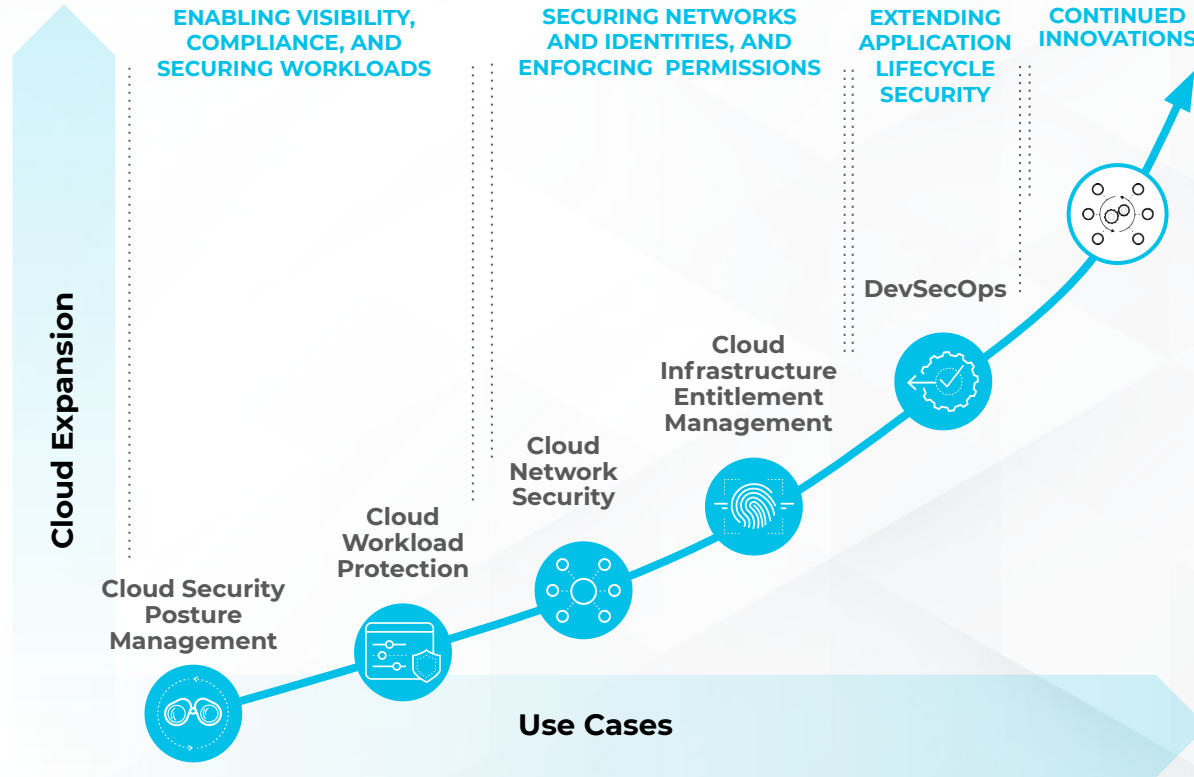 ENABLING VISIBILITY,
COMPLIANCE, AND
SECURING WORKLOADS
SECURING NETWORKS
AND IDENTITIES, AND
ENFORCING PERMISSIONS
EXTENDING
APPLICATION
LIFECYCLE
SECURITY
CONTINUED
INNOVATIONS
Cloud Expansion
Cloud Security
Posture
Management
Cloud
Workload
Protection
Cloud
Network
Security
Cloud
Infrastructure
Entitlement
Management
DevSecOps
Use Cases